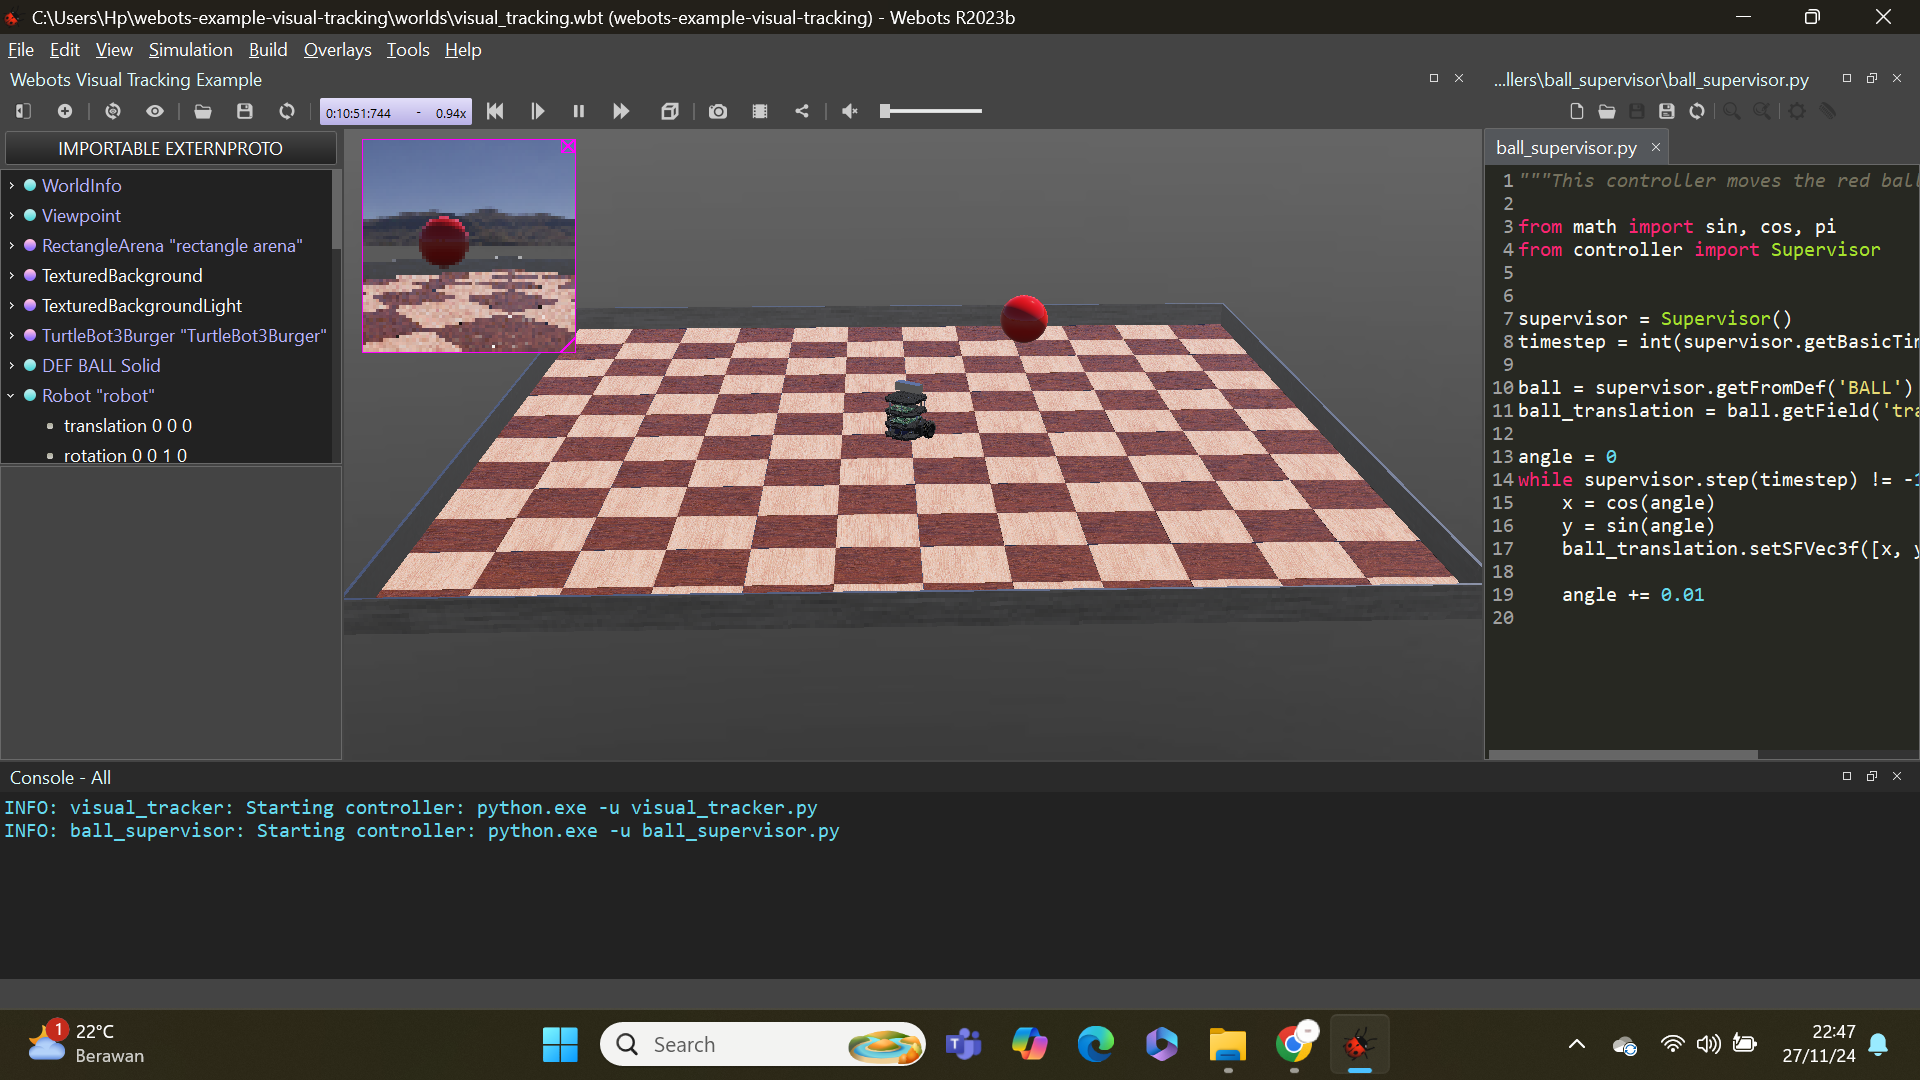 C:\Users\Hp\webots-example-visual-tracking\worlds\visual_tracking.wbt (webots-example-visual-tracking) - Webots R2023b
File Edit View Simulation Build Overlays Tools Help
Webots Visual Tracking Example
0:10:51:744 - 0.94x
IMPORTABLE EXTERNPROTO
WorldInfo
Viewpoint
RectangleArena "rectangle arena"
TexturedBackground
TexturedBackgroundLight
TurtleBot3Burger "TurtleBot3Burger"
DEF BALL Solid
Robot "robot"
translation 0 0 0
rotation 0 0 1 0
...llers\ball_supervisor\ball_supervisor.py
ball_supervisor.py
1 """This controller moves the red ball
2
3 from math import sin, cos, pi
4 from controller import Supervisor
5
6
7 supervisor = Supervisor()
8 timestep = int(supervisor.getBasicTi
9
10 ball = supervisor.getFromDef('BALL')
11 ball_translation = ball.getField('tra
12
13 angle = 0
14 while supervisor.step(timestep) != -1
15 x = cos(angle)
16 y = sin(angle)
17 ball_translation.setSFVec3f([x, y
18
19 angle += 0.01
20
Console - All
INFO: visual_tracker: Starting controller: python.exe -u visual_tracker.py
INFO: ball_supervisor: Starting controller: python.exe -u ball_supervisor.py
1
22°C
Berawan
Search
22:47
27/11/24